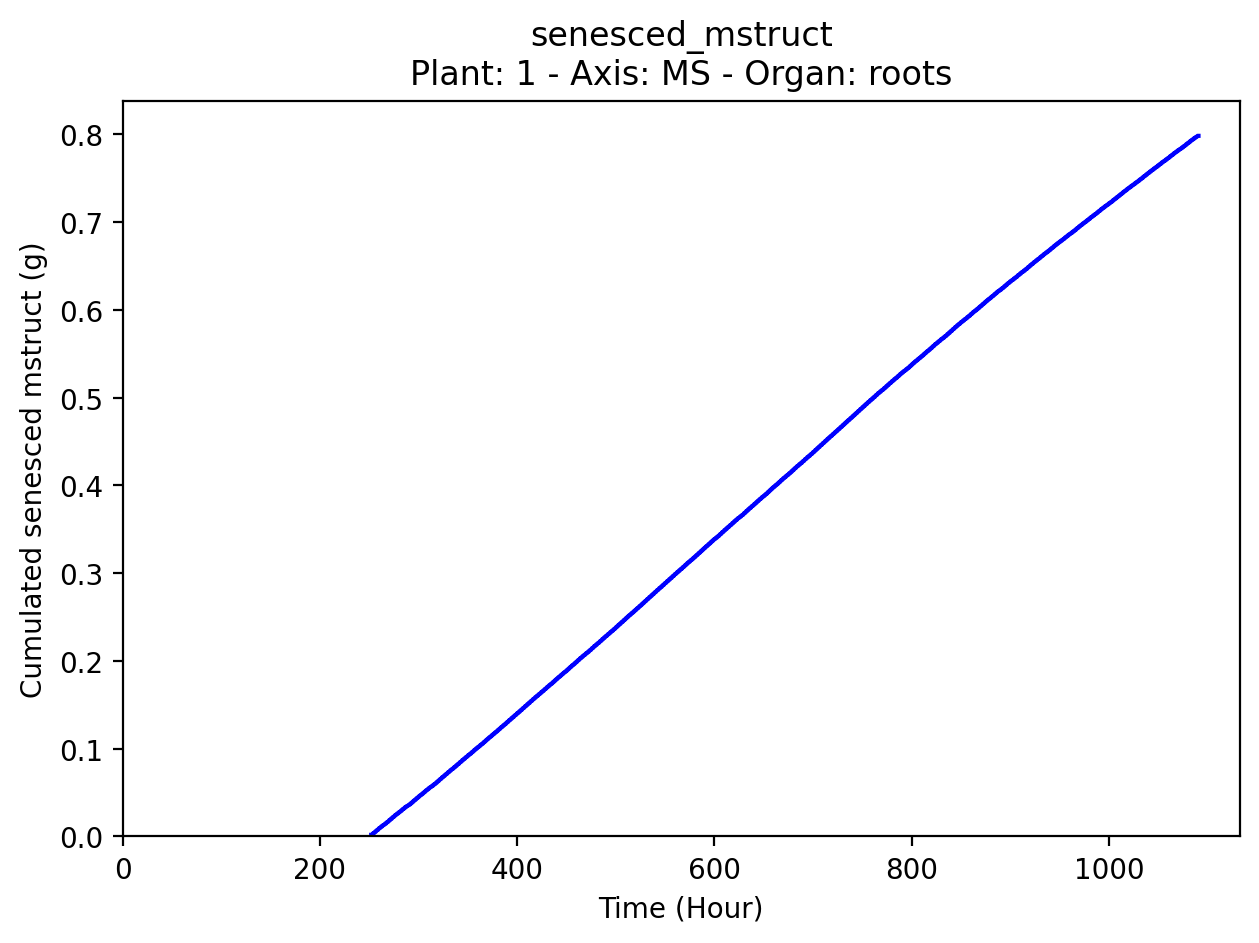 senesced_mstruct
Plant: 1 - Axis: MS - Organ: roots
Cumulated senesced mstruct (g)
0.8
0.7
0.6
0.5
0.4
0.3
0.2
0.1
0.0
0 200 400 600 800 1000
Time (Hour)